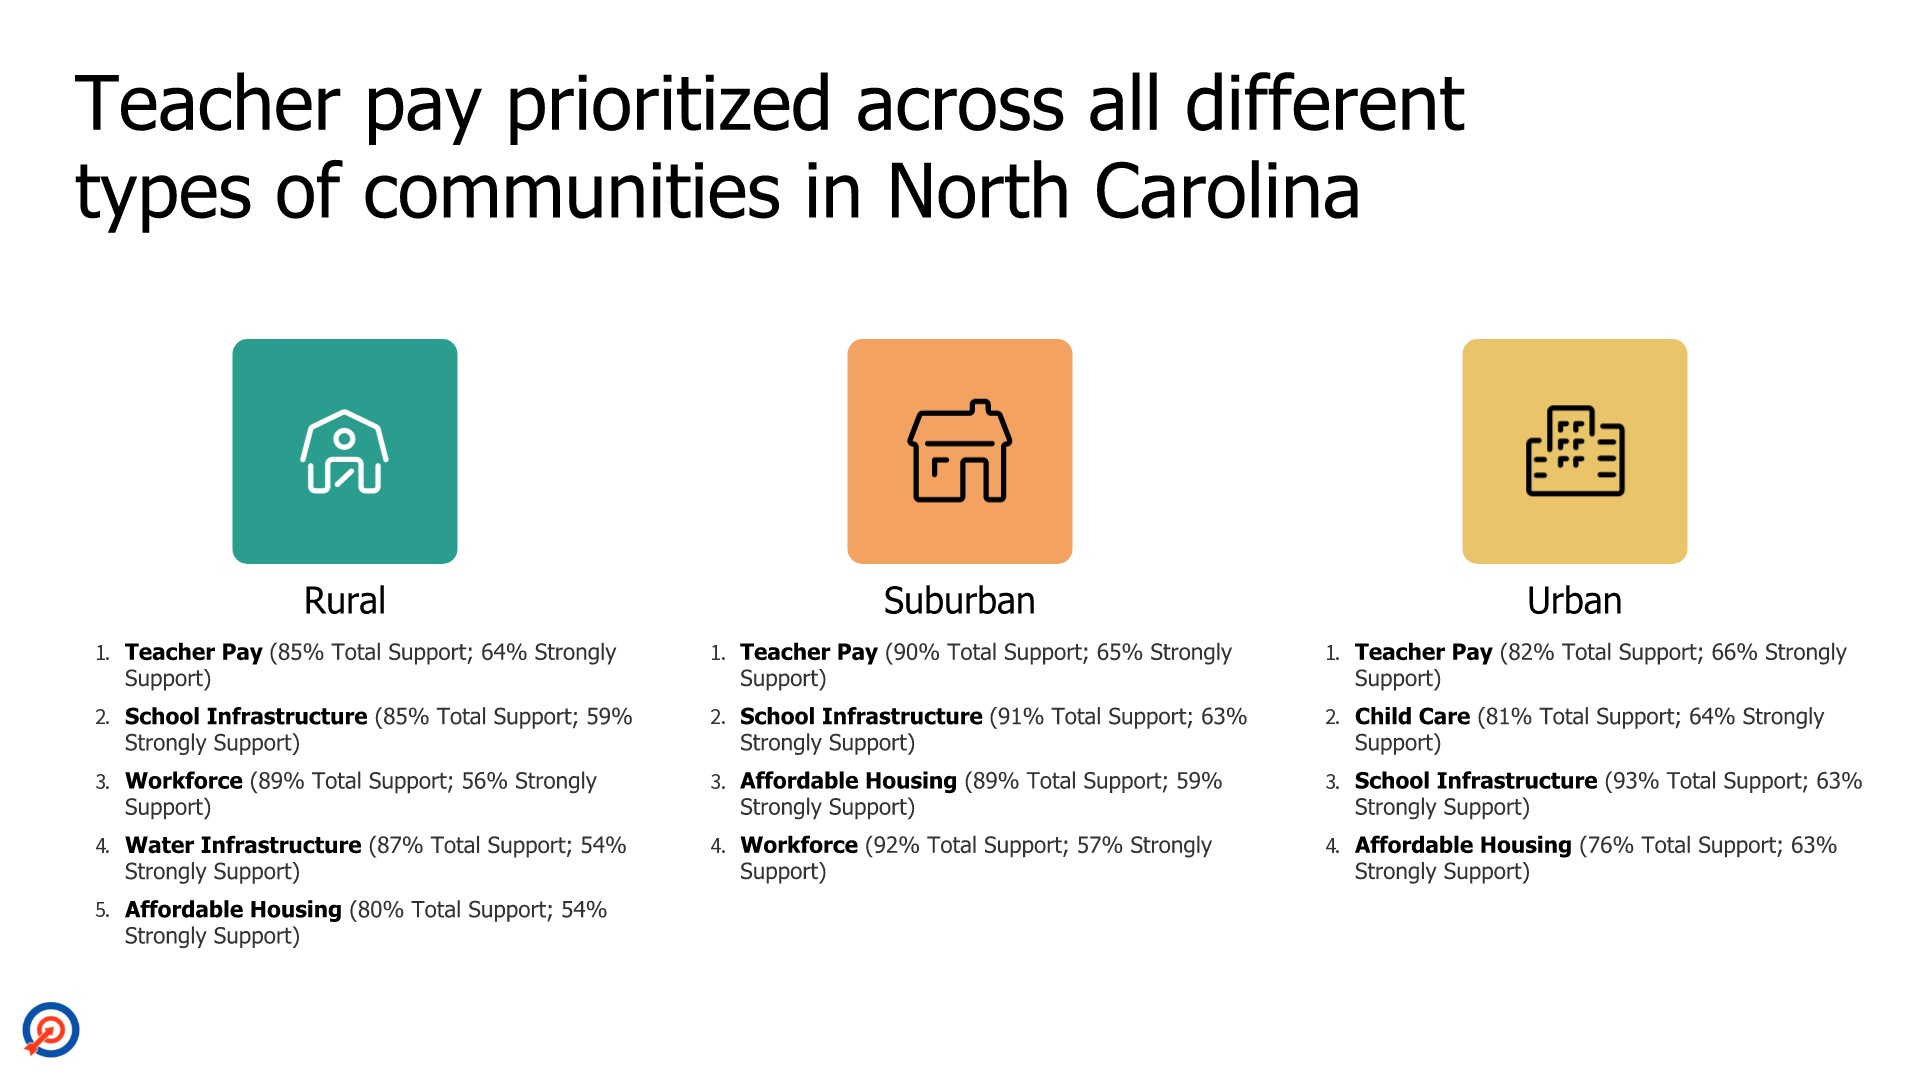 Teacher pay prioritized across all different
types of communities in North Carolina
Rural
1. Teacher Pay (85% Total Support; 64% Strongly
Support)
2. School Infrastructure (85% Total Support; 59%
Strongly Support)
3. Workforce (89% Total Support; 56% Strongly
Support)
4. Water Infrastructure (87% Total Support; 54%
Strongly Support)
5. Affordable Housing (80% Total Support; 54%
Strongly Support)
Suburban
1. Teacher Pay (90% Total Support; 65% Strongly
Support)
2. School Infrastructure (91% Total Support; 63%
Strongly Support)
3. Affordable Housing (89% Total Support; 59%
Strongly Support)
4. Workforce (92% Total Support; 57% Strongly
Support)
Urban
1. Teacher Pay (82% Total Support; 66% Strongly
Support)
2. Child Care (81% Total Support; 64% Strongly
Support)
3. School Infrastructure (93% Total Support; 63%
Strongly Support)
4. Affordable Housing (76% Total Support; 63%
Strongly Support)